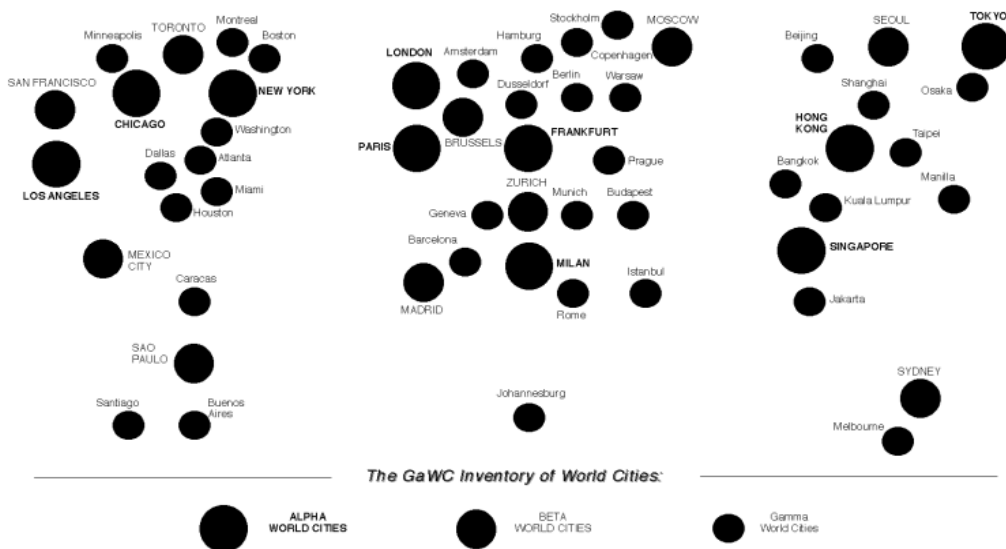 Minneapolis
TORONTO
Montreal
Boston
SAN FRANCISCO
CHICAGO
NEW YORK
Washington
Dallas
Atlanta
LOS ANGELES
Miami
Houston
MEXICO
CITY
Caracas
SAO
PAULO
Santiago
Buenos
Aires
LONDON
Amsterdam
Hamburg
Stockholm
Copenhagen
MOSCOW
Dusseldorf
Berlin
Warsaw
PARIS
BRUSSELS
FRANKFURT
Prague
ZURICH
Geneva
Munich
Budapest
Barcelona
MILAN
MADRID
Rome
Istanbul
Johannesburg
Beijing
SEOUL
TOKYO
Shanghai
Osaka
HONG
KONG
Taipei
Bangkok
Manilla
Kuala Lumpur
SINGAPORE
Jakarta
SYDNEY
Melbourne
The GaWC Inventory of World Cities:
ALPHA
WORLD CITIES
BETA
WORLD CITIES
Gamma
World Cities